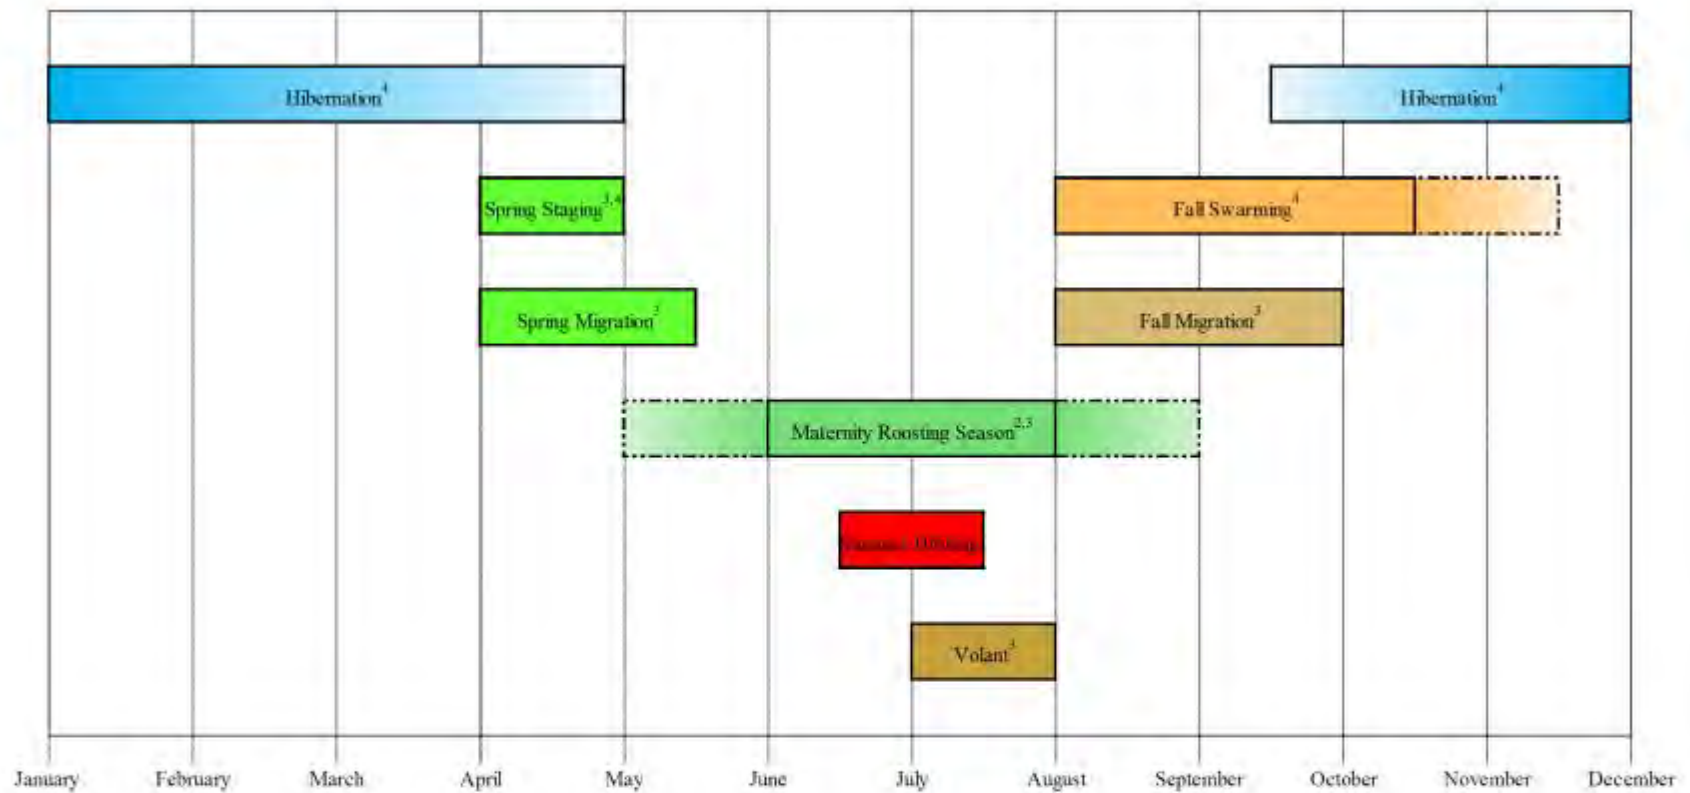 Hibernation⁴
Hibernation⁴
Spring Staging³,⁴
Fall Swarming⁴
Spring Migration³
Fall Migration³
Maternity Roosting Season²,³
Volant³
January February March April May June July August September October November December